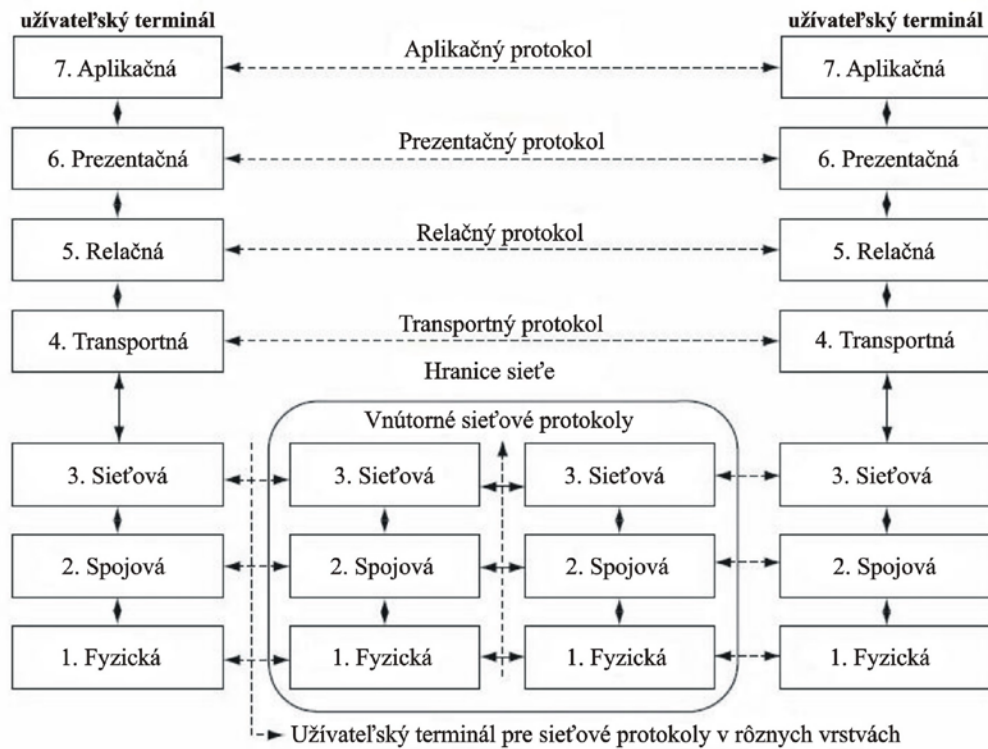 užívateľský terminál
užívateľský terminál
7. Aplikačná
Aplikačný protokol
7. Aplikačná
6. Prezentačná
Prezentačný protokol
6. Prezentačná
5. Relačná
Relačný protokol
5. Relačná
4. Transportná
Transportný protokol
4. Transportná
Hranice sieťe
Vnútorné sieťové protokoly
3. Sieťová
3. Sieťová
3. Sieťová
3. Sieťová
2. Spojová
2. Spojová
2. Spojová
2. Spojová
1. Fyzická
1. Fyzická
1. Fyzická
1. Fyzická
Užívateľský terminál pre sieťové protokoly v rôznych vrstvách